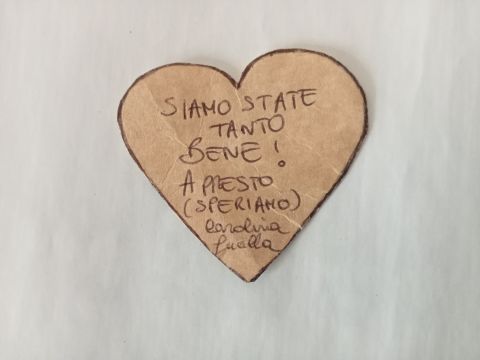 SIAMO STATE
TANTO
BENE!
A PRESTO
(SPERIAMO)
Carolina